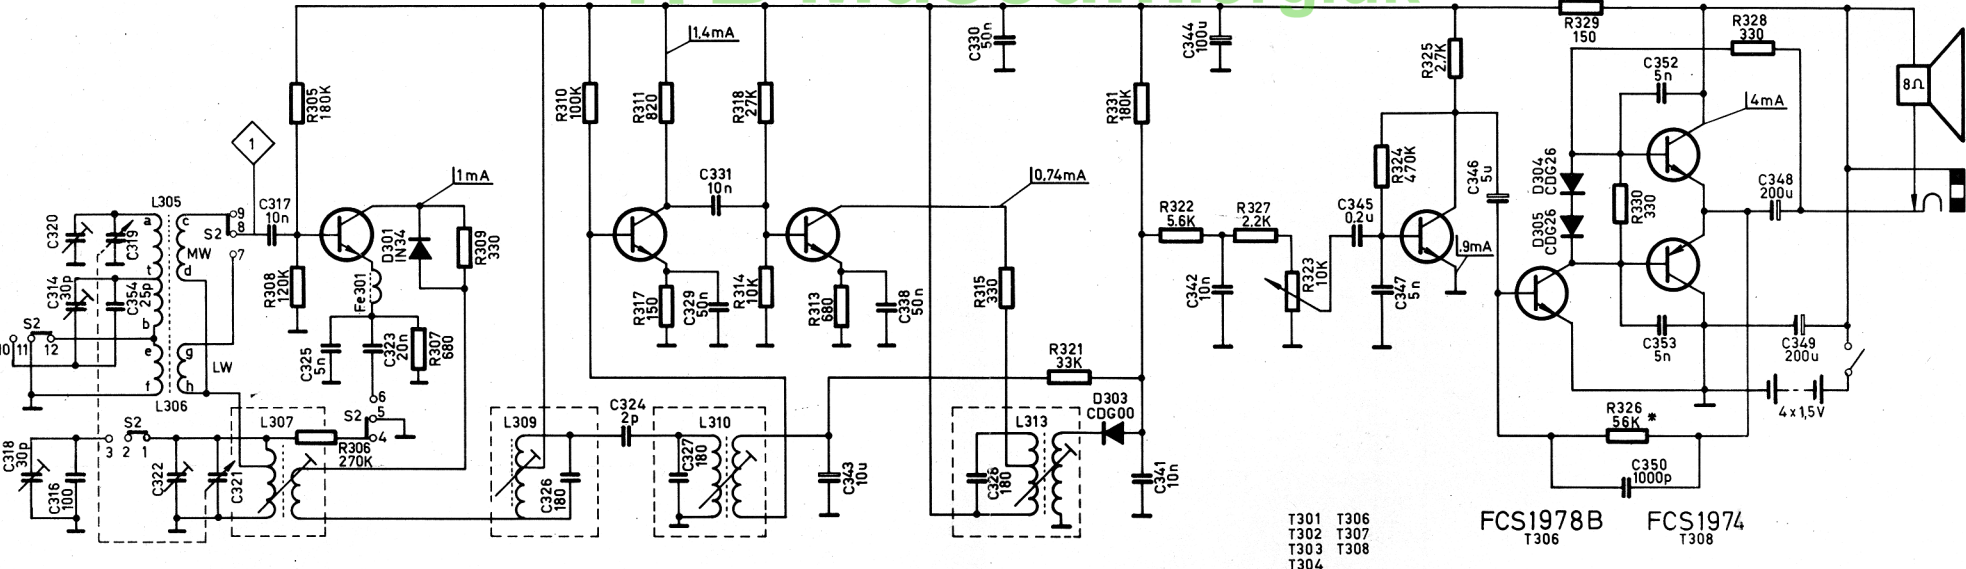 1,4mA
C330
50n
C344
100u
R325
2.7K
R329
150
R328
330
C352
5n
8Ω
4mA
R305
180K
R310
100K
R311
820
R318
27K
R331
180K
1
1mA
C331
10n
0,74mA
R324
470K
C346
5u
D304
CDG26
D305
CDG26
R330
330
C348
200u
L305
C320
C319
a
c
9
8
S2
7
MW
t
d
C317
10n
D301
IN34
R309
330
R322
5.6K
R327
2.2K
C345
0.2u
.9mA
C314
30p
C354
25p
b
R308
120K
Fe301
R317
150
C329
50n
R314
10K
R313
680
C338
50n
R315
330
C342
10n
R323
10K
C347
5n
S2
10 11 12
e
g
f
h
LW
L306
C325
5n
C323
20n
R307
680
R321
33K
C353
5n
C349
200u
4x1,5V
6
S2
5
4
L307
R306
270K
L309
C324
2p
L310
L313
D303
CDG00
R326 *
56K
S2
3 2 1
C318
30p
C316
100
C322
C321
C326
180
C327
180
C343
10u
C328
180
C341
10n
C350
1000p
T301 T306
T302 T307
T303 T308
T304
FCS1978B
T306
FCS1974
T308